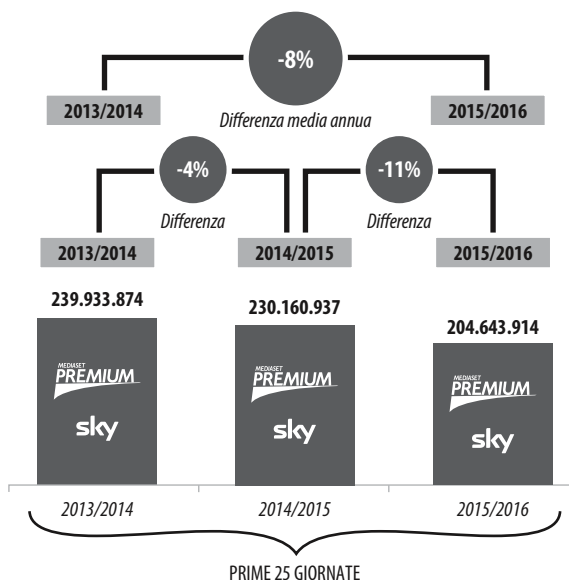 -8%
2013/2014
Differenza media annua
2015/2016
-4%
-11%
Differenza
Differenza
2013/2014
2014/2015
2015/2016
239.933.874
230.160.937
204.643.914
MEDIASET
PREMIUM
sky
MEDIASET
PREMIUM
sky
MEDIASET
PREMIUM
sky
2013/2014
2014/2015
2015/2016
PRIME 25 GIORNATE